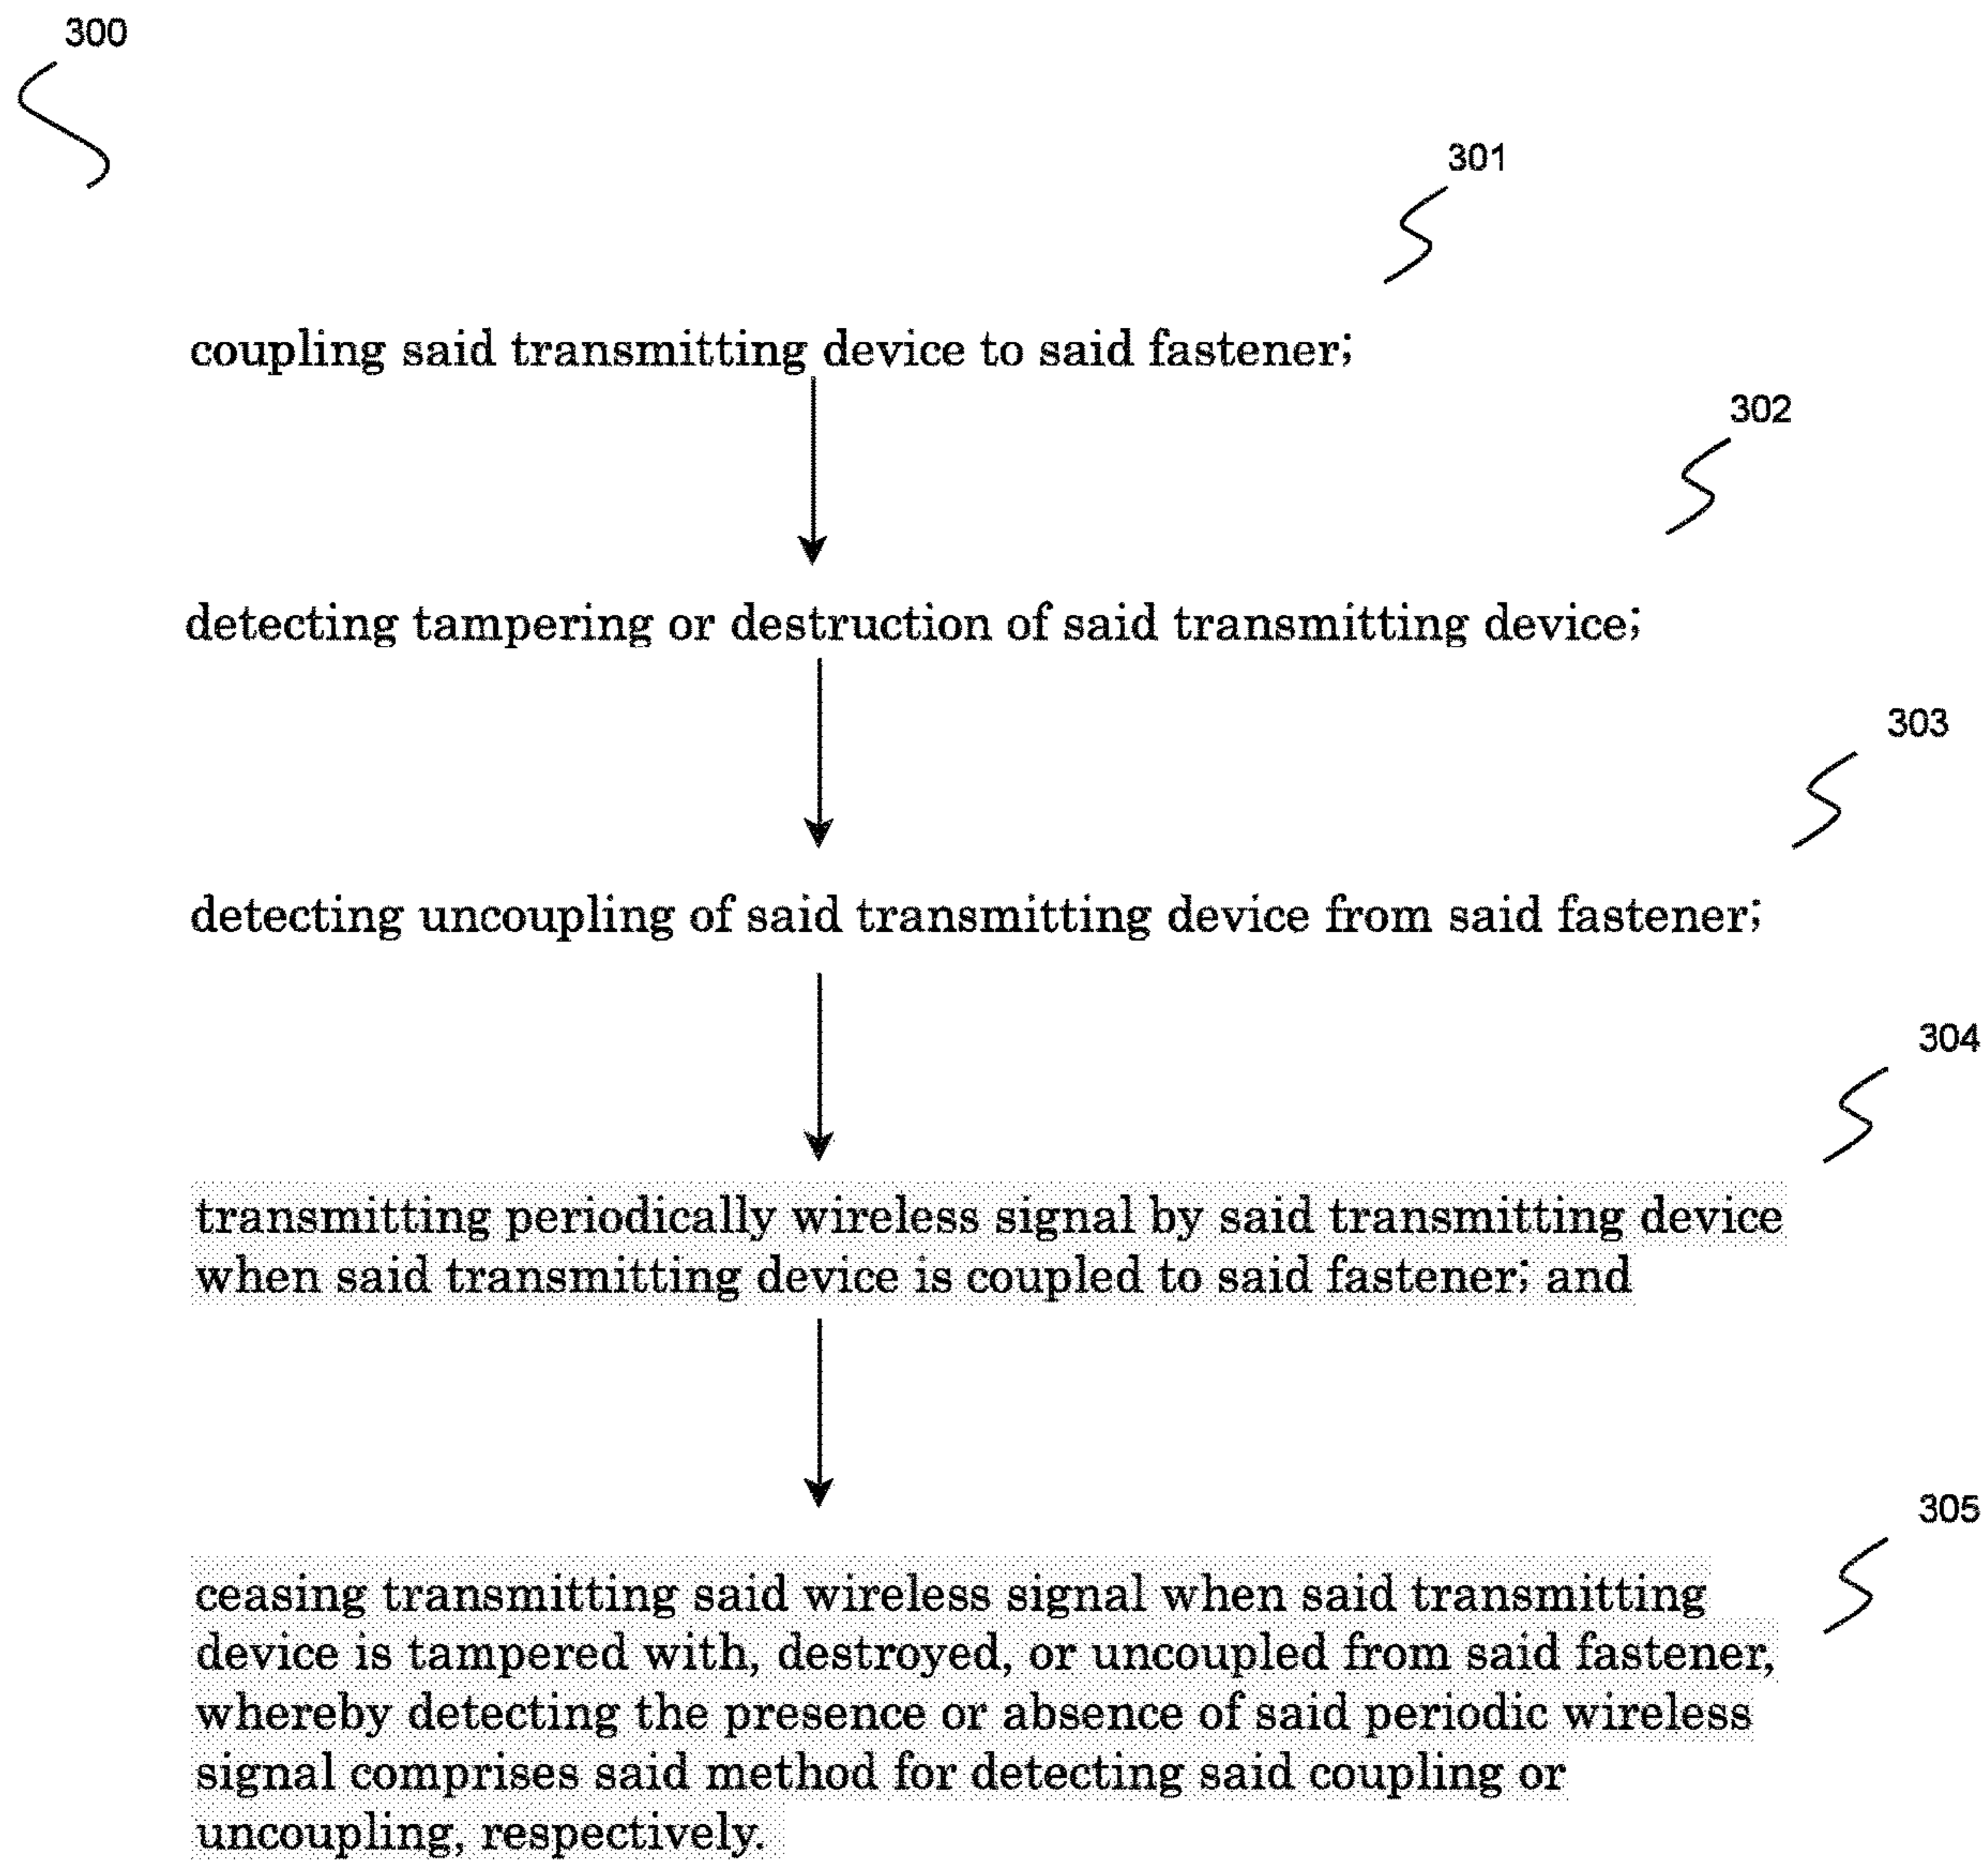 300
301
coupling said transmitting device to said fastener;
302
detecting tampering or destruction of said transmitting device;
303
detecting uncoupling of said transmitting device from said fastener;
304
transmitting periodically wireless signal by said transmitting device
when said transmitting device is coupled to said fastener; and
305
ceasing transmitting said wireless signal when said transmitting
device is tampered with, destroyed, or uncoupled from said fastener,
whereby detecting the presence or absence of said periodic wireless
signal comprises said method for detecting said coupling or
uncoupling, respectively.